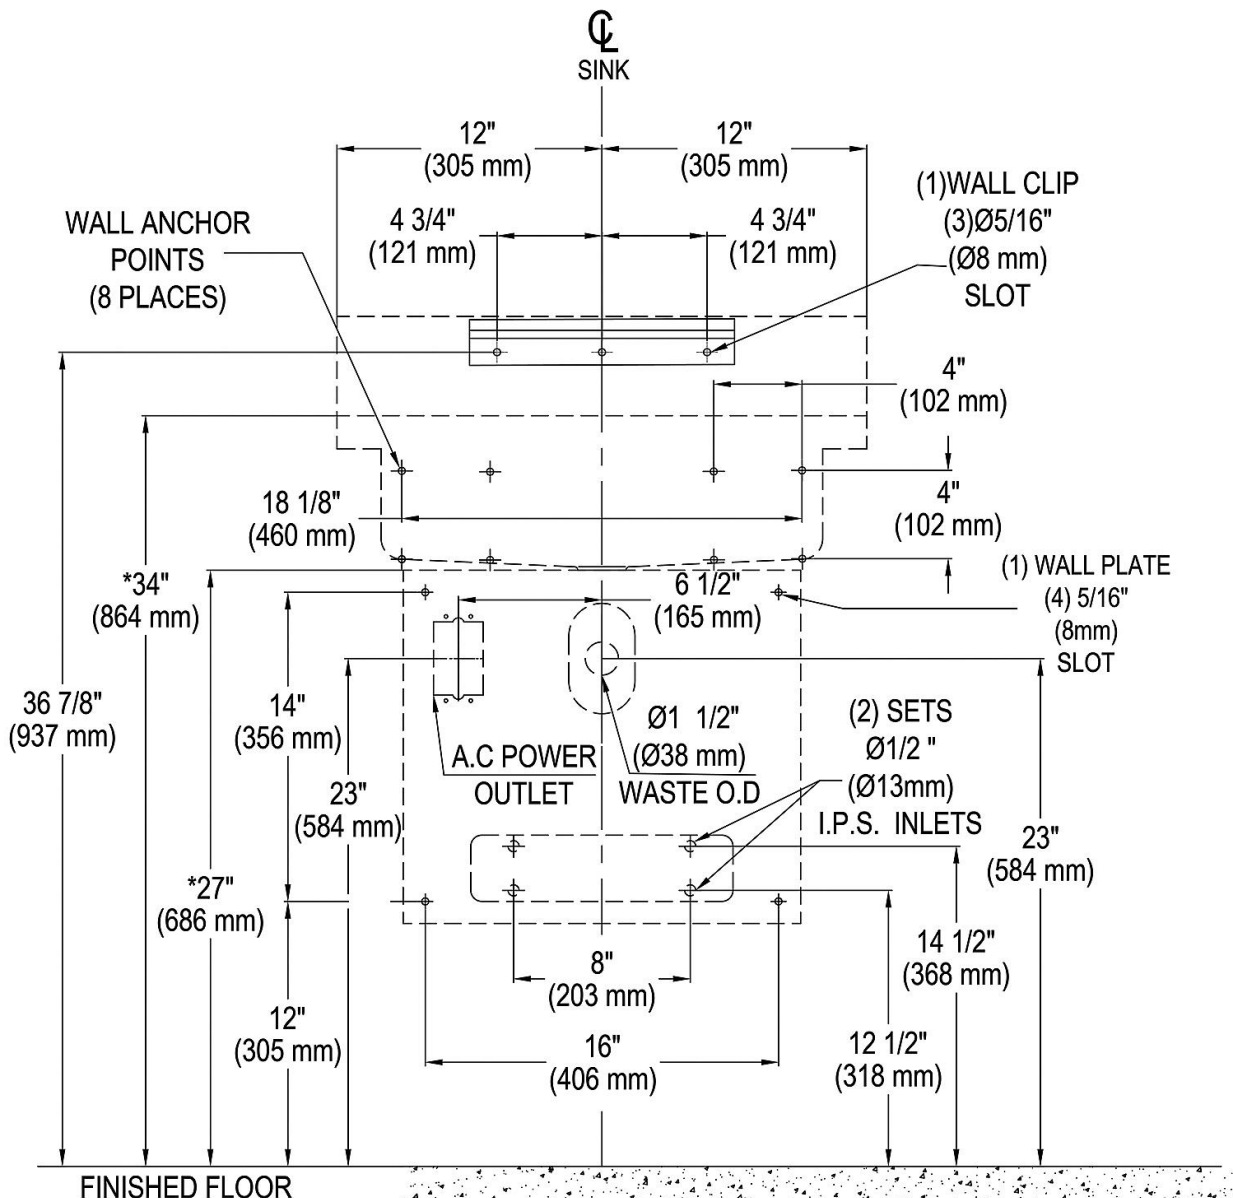 ℄
SINK
12"
(305 mm)
12"
(305 mm)
(1)WALL CLIP
(3)Ø5/16"
(Ø8 mm)
SLOT
WALL ANCHOR
POINTS
(8 PLACES)
4 3/4"
(121 mm)
4 3/4"
(121 mm)
4"
(102 mm)
18 1/8"
(460 mm)
4"
(102 mm)
*34"
(864 mm)
6 1/2"
(165 mm)
(1) WALL PLATE
(4) 5/16"
(8mm)
SLOT
36 7/8"
(937 mm)
14"
(356 mm)
A.C POWER
OUTLET
Ø1 1/2"
(Ø38 mm)
WASTE O.D
(2) SETS
Ø1/2 "
(Ø13mm)
I.P.S. INLETS
23"
(584 mm)
23"
(584 mm)
*27"
(686 mm)
8"
(203 mm)
14 1/2"
(368 mm)
12"
(305 mm)
16"
(406 mm)
12 1/2"
(318 mm)
FINISHED FLOOR